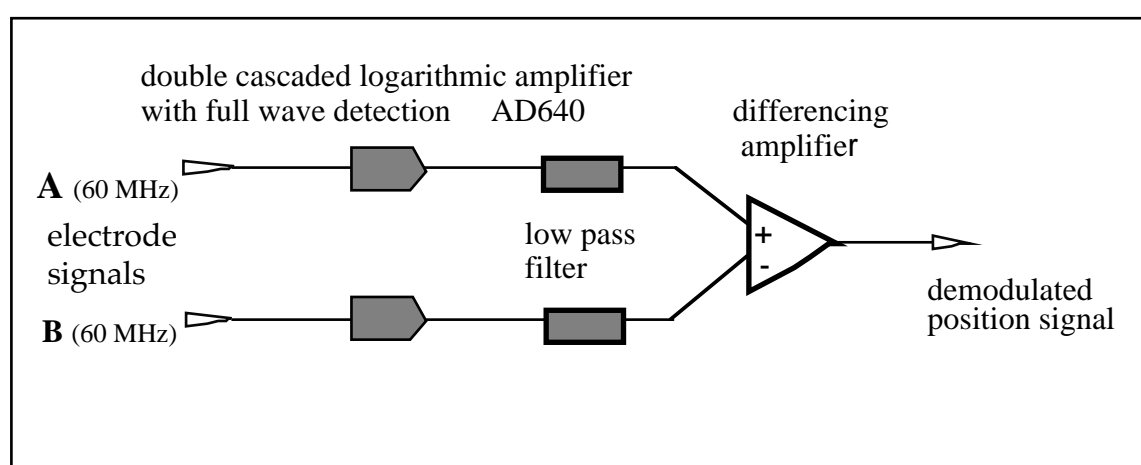 double cascaded logarithmic amplifier
with full wave detection AD640
differencing
amplifier
A (60 MHz)
electrode
signals
low pass
filter
+
-
B (60 MHz)
demodulated
position signal